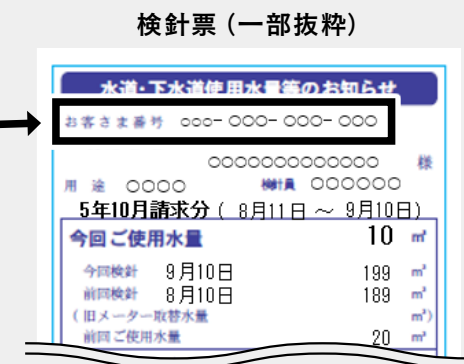 検針票（一部抜粋）
水道・下水道使用水量等のお知らせ
お客さま番号 ○○○-○○○-○○○-○○○
○○○○○○○○○○○○○ 様
用 途 ○○○○ 検針員 ○○○○○○
5年10月請求分 ( 8月11日 ～ 9月10日)
今回ご使用水量 10 ㎥
今回検針 9月10日 199 ㎥
前回検針 8月10日 189 ㎥
(旧メーター取替水量 ㎥)
前回ご使用水量 20 ㎥